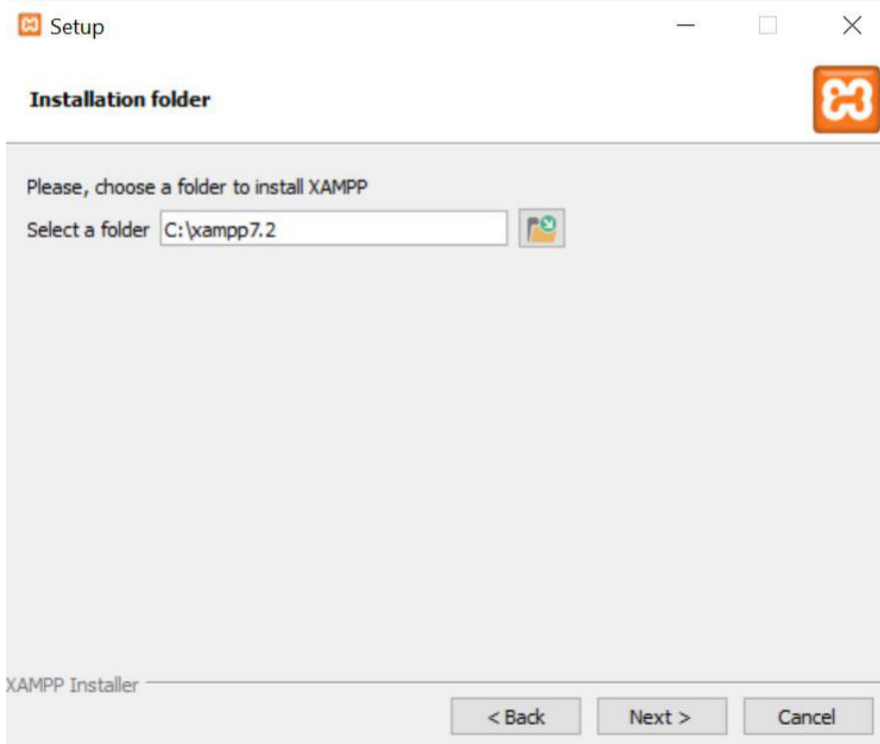 Setup
Installation folder
Please, choose a folder to install XAMPP
Select a folder C:\xampp7.2
XAMPP Installer
< Back Next > Cancel